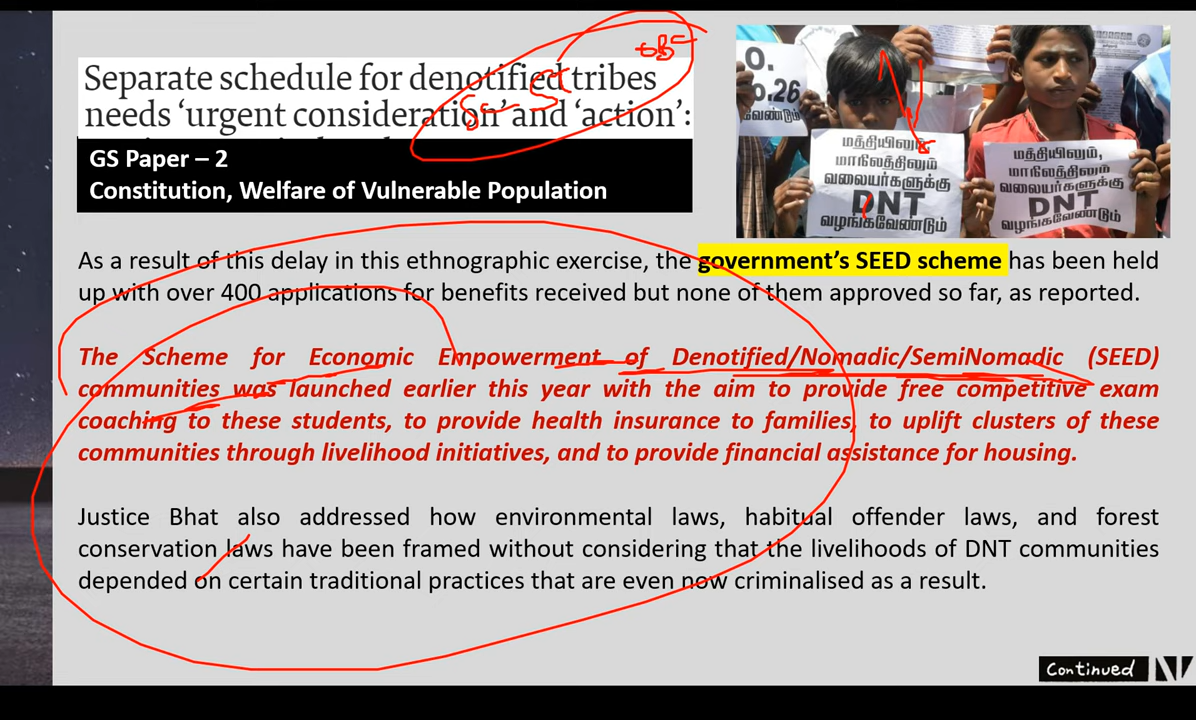 Separate schedule for denotified tribes
needs ‘urgent consideration’ and ‘action’:
SC - ST
OBC
GS Paper – 2
Constitution, Welfare of Vulnerable Population
O.
o.26
வேண்டும்
மத்தியிலும்,
மாநிலத்திலும்
வலையர்களுக்கு
DNT
வழங்கவேண்டும்
மத்தியிலும்,
மாநிலத்திலும்
வலையர்களுக்கு
DNT
வழங்கவேண்டும்
As a result of this delay in this ethnographic exercise, the government’s SEED scheme has been held
up with over 400 applications for benefits received but none of them approved so far, as reported.
The Scheme for Economic Empowerment of Denotified/Nomadic/SemiNomadic (SEED)
communities was launched earlier this year with the aim to provide free competitive exam
coaching to these students, to provide health insurance to families, to uplift clusters of these
communities through livelihood initiatives, and to provide financial assistance for housing.
Justice Bhat also addressed how environmental laws, habitual offender laws, and forest
conservation laws have been framed without considering that the livelihoods of DNT communities
depended on certain traditional practices that are even now criminalised as a result.
Continued